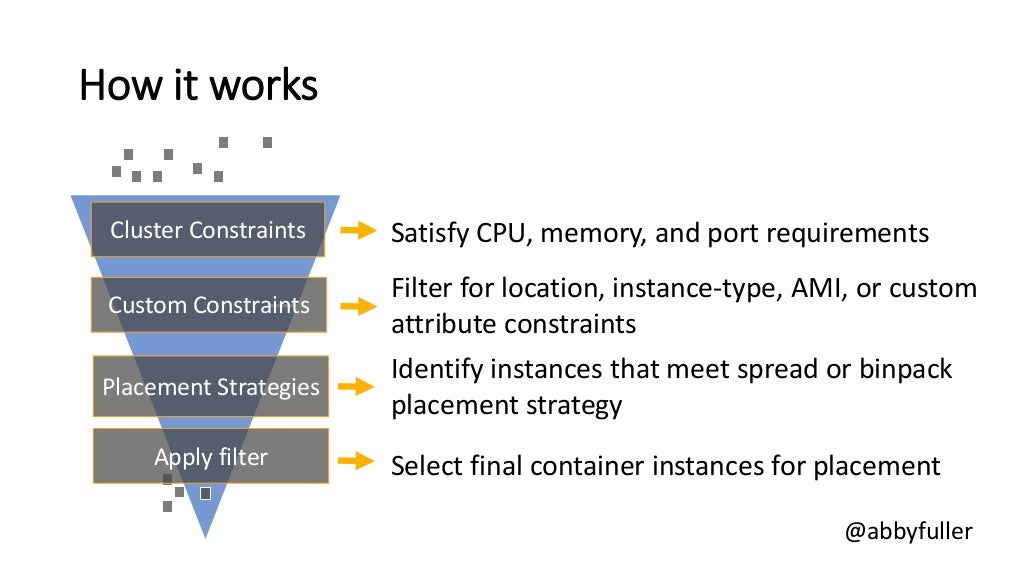 How it works
Cluster Constraints
Satisfy CPU, memory, and port requirements
Custom Constraints
Filter for location, instance-type, AMI, or custom
attribute constraints
Placement Strategies
Identify instances that meet spread or binpack
placement strategy
Apply filter
Select final container instances for placement
@abbyfuller